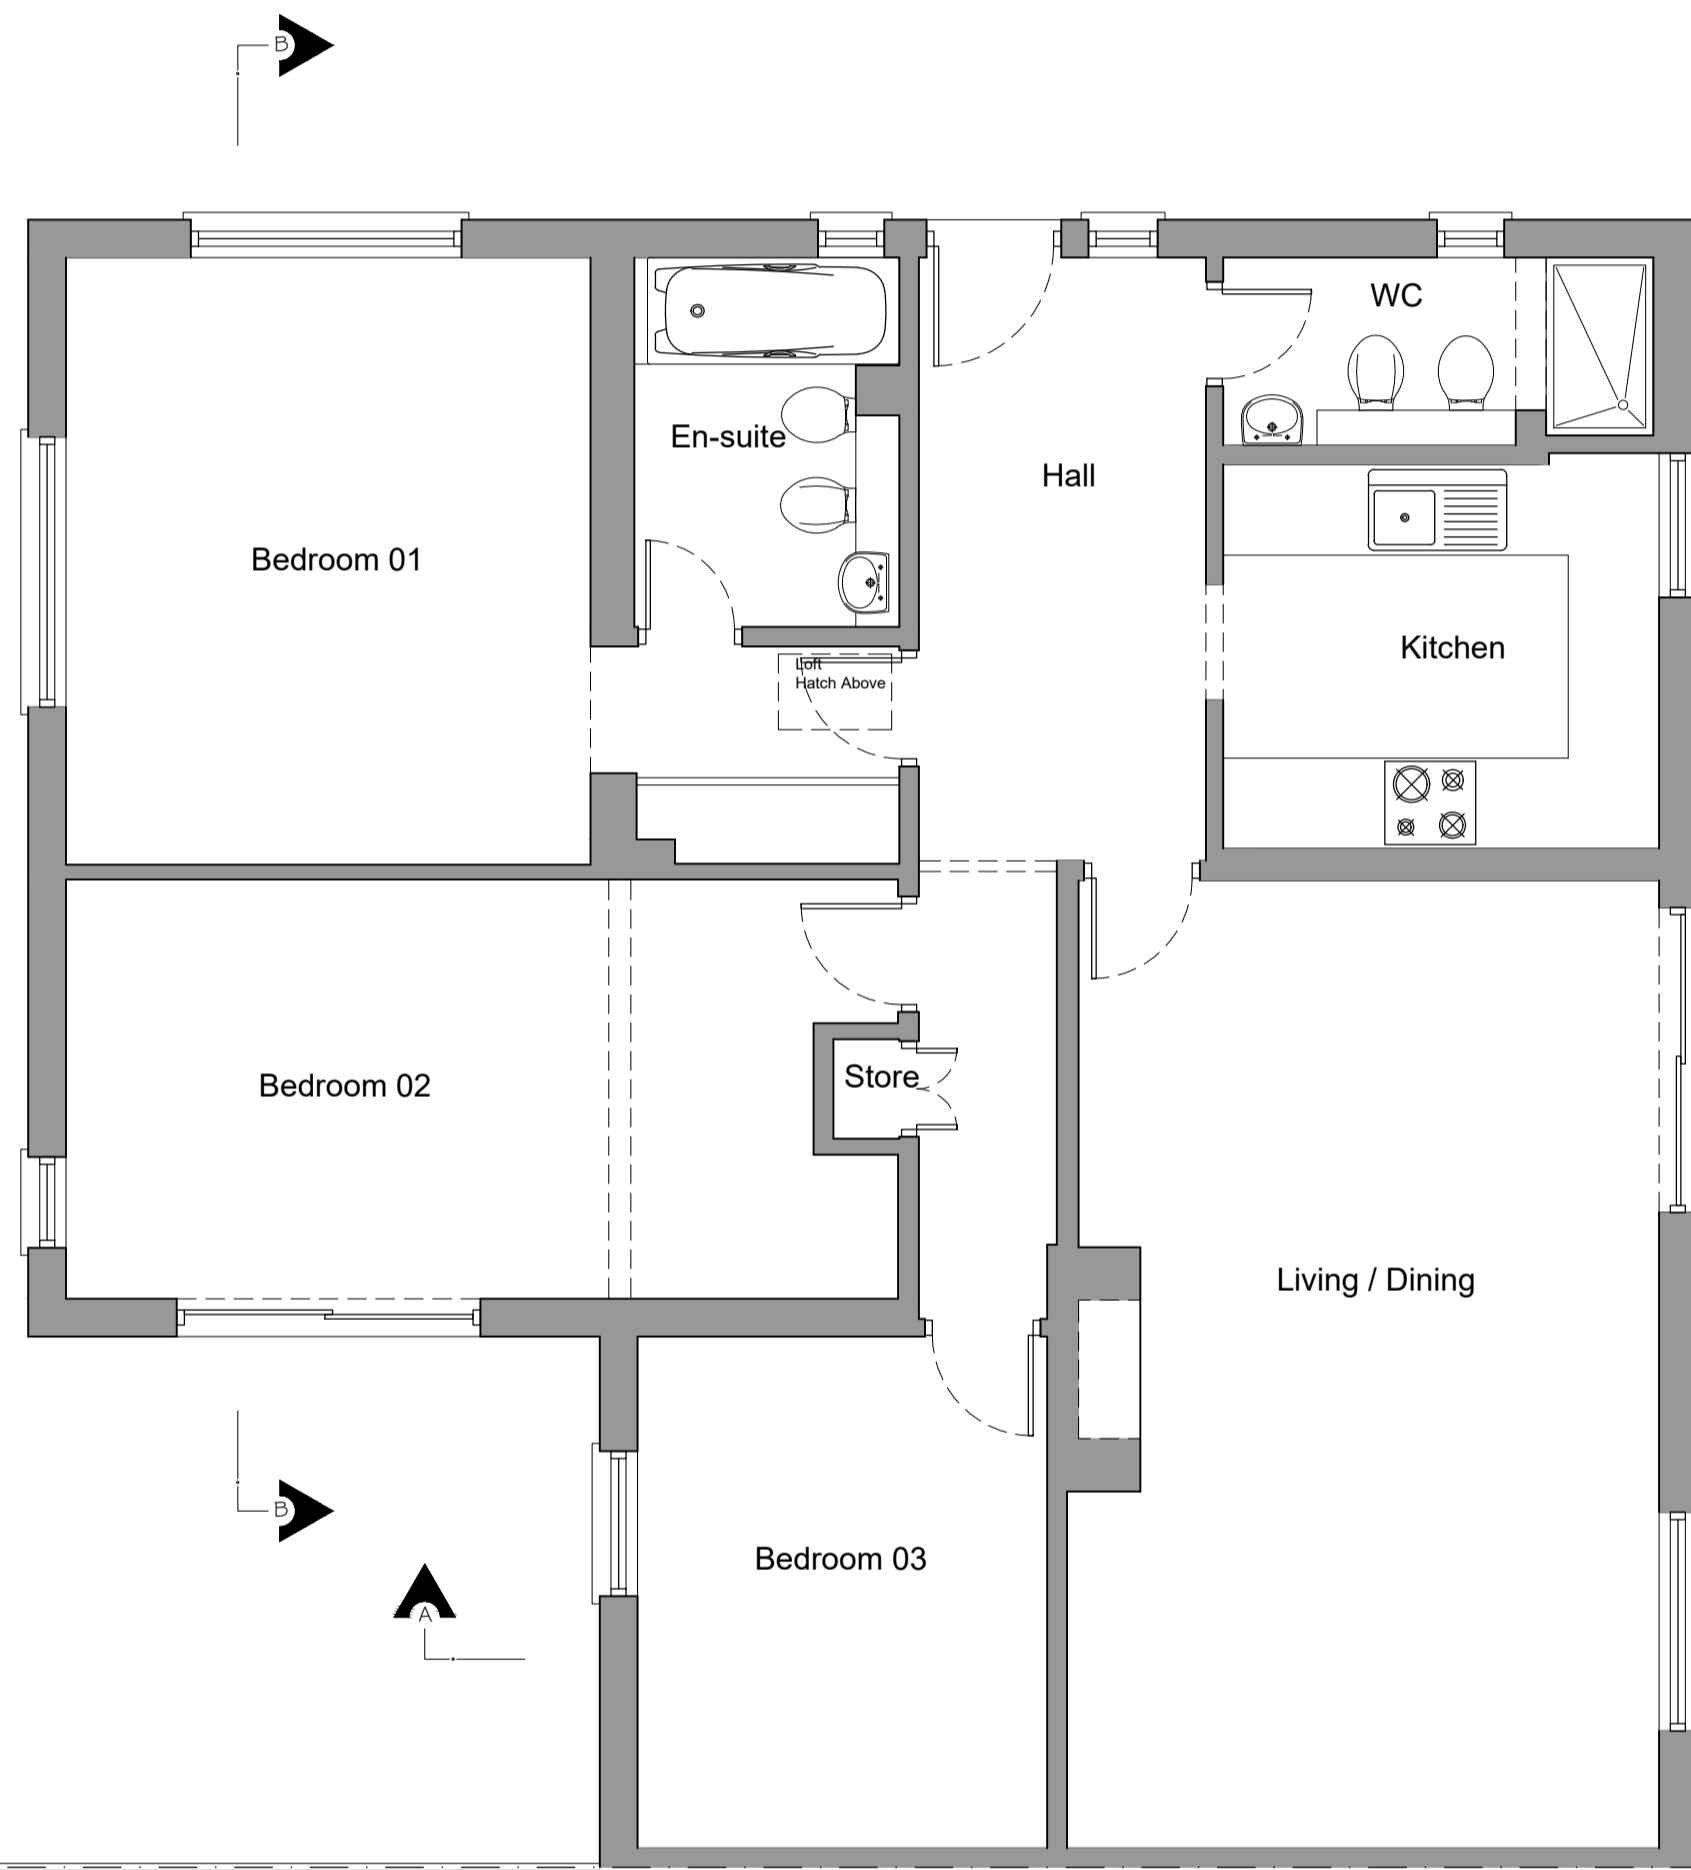 B
WC
En-suite
Hall
Bedroom 01
Kitchen
Loft
Hatch Above
Store
Bedroom 02
Living / Dining
B
Bedroom 03
A